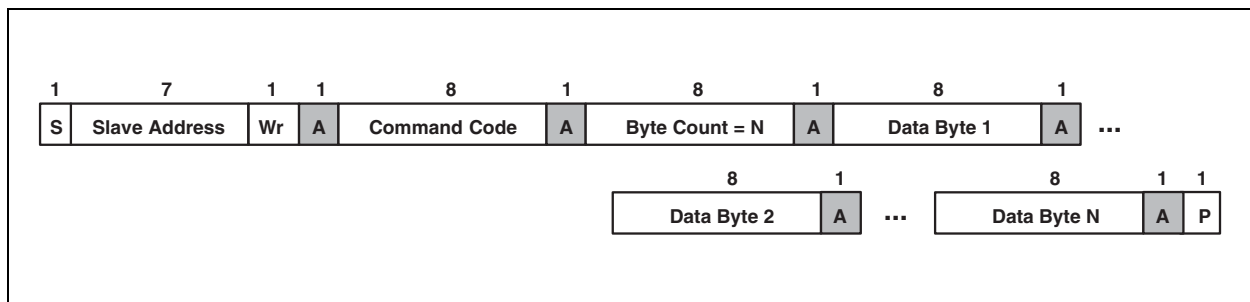 1 7 1 1 8 1 8 1 8 1
S Slave Address Wr A Command Code A Byte Count = N A Data Byte 1 A ...
8 1 8 1 1
Data Byte 2 A ... Data Byte N A P